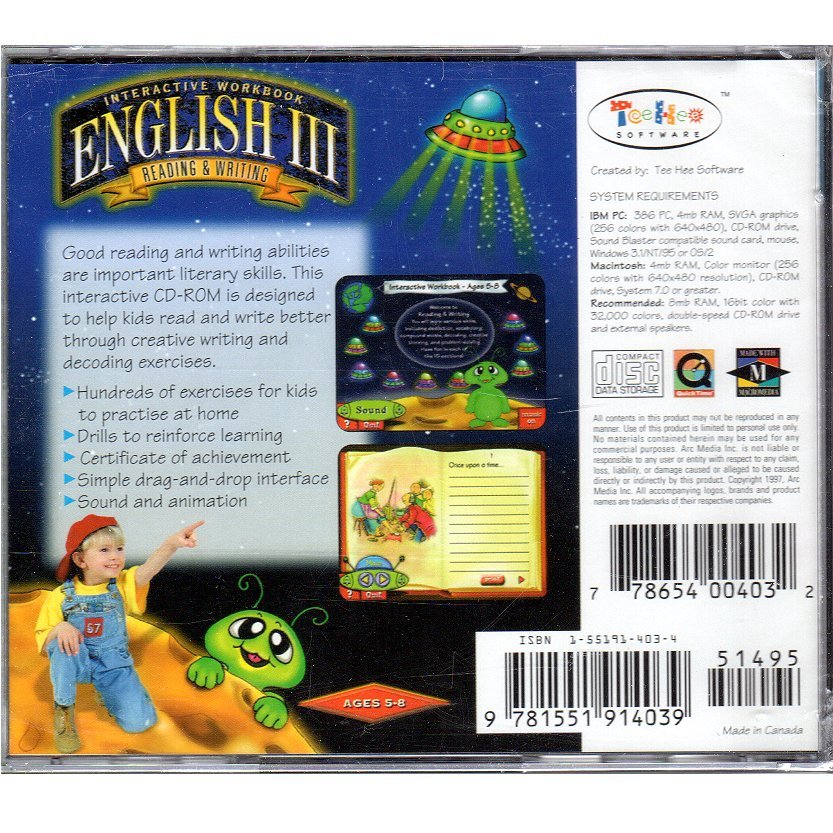 INTERACTIVE WORKBOOK
ENGLISH III
READING & WRITING
Good reading and writing abilities
are important literary skills. This
interactive CD-ROM is designed
to help kids read and write better
through creative writing and
decoding exercises.
Hundreds of exercises for kids
to practise at home
Drills to reinforce learning
Certificate of achievement
Simple drag-and-drop interface
Sound and animation
57
Interactive Workbook - Ages 5-8
Welcome to
Reading & Writing
Sound
Quit
?
1
Once upon a time...
Menu
print
? Quit
AGES 5-8
Tee Hee
SOFTWARE
TM
Created by: Tee Hee Software
SYSTEM REQUIREMENTS
IBM PC: 386 PC, 4mb RAM, SVGA graphics
(256 colors with 640x480), CD-ROM drive,
Sound Blaster compatible sound card, mouse,
Windows 3.1/NT/95 or OS/2
Macintosh: 4mb RAM, Color monitor (256
colors with 640x480 resolution), CD-ROM
drive, System 7.0 or greater.
Recommended: 8mb RAM, 16bit color with
32,000 colors, double-speed CD-ROM drive
and external speakers.
COMPACT
disc
DATA STORAGE
QuickTime
MADE WITH
M
MACROMEDIA
All contents in this product may not be reproduced in any
manner. Use of this product is limited to personal use only.
No materials contained herein may be used for any
commercial purposes. Arc Media Inc. is not liable or
responsible to any user or entity with respect to any claim,
loss, liability, or damage caused or alleged to be caused
directly or indirectly by this product. Copyright 1997, Arc
Media Inc. All accompanying logos, brands and product
names are trademarks of their respective companies.
7 78654 00403 2
ISBN 1-55191-403-4
51495
9 781551 914039
Made in Canada